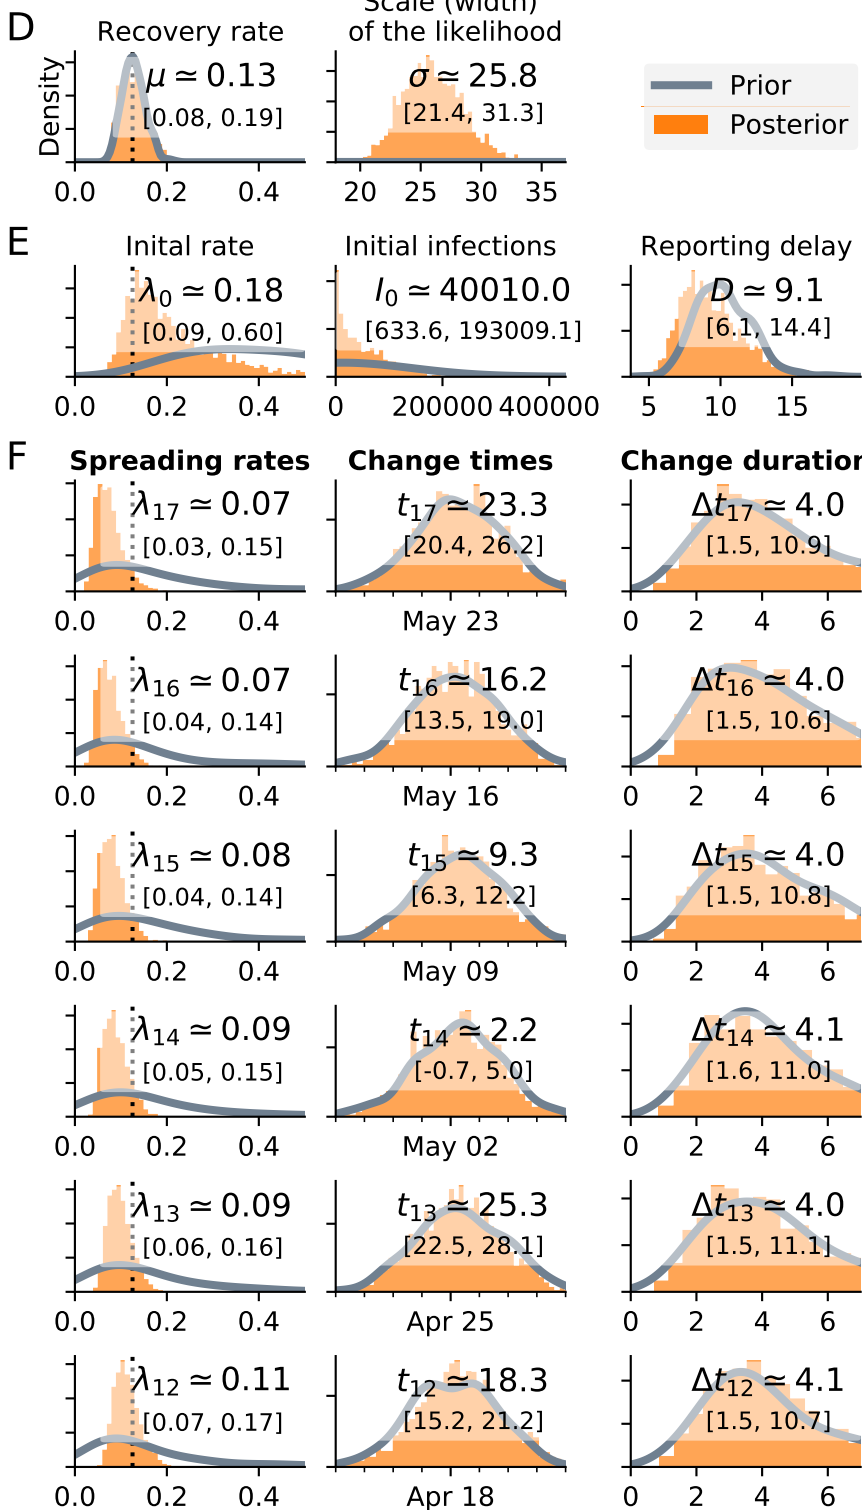 D
Recovery rate
Scale (width)
of the likelihood
Density
μ ≃ 0.13
[0.08, 0.19]
σ ≃ 25.8
[21.4, 31.3]
Prior
Posterior
0.0 0.2 0.4
20 25 30 35
E
Inital rate
Initial infections
Reporting delay
λ0 ≃ 0.18
[0.09, 0.60]
I0 ≃ 40010.0
[633.6, 193009.1]
D ≃ 9.1
[6.1, 14.4]
0.0 0.2 0.4
0 200000 400000
5 10 15
F
Spreading rates
Change times
Change duration
λ17 ≃ 0.07
[0.03, 0.15]
t17 ≃ 23.3
[20.4, 26.2]
Δt17 ≃ 4.0
[1.5, 10.9]
0.0 0.2 0.4
May 23
0 2 4 6
λ16 ≃ 0.07
[0.04, 0.14]
t16 ≃ 16.2
[13.5, 19.0]
Δt16 ≃ 4.0
[1.5, 10.6]
0.0 0.2 0.4
May 16
0 2 4 6
λ15 ≃ 0.08
[0.04, 0.14]
t15 ≃ 9.3
[6.3, 12.2]
Δt15 ≃ 4.0
[1.5, 10.8]
0.0 0.2 0.4
May 09
0 2 4 6
λ14 ≃ 0.09
[0.05, 0.15]
t14 ≃ 2.2
[-0.7, 5.0]
Δt14 ≃ 4.1
[1.6, 11.0]
0.0 0.2 0.4
May 02
0 2 4 6
λ13 ≃ 0.09
[0.06, 0.16]
t13 ≃ 25.3
[22.5, 28.1]
Δt13 ≃ 4.0
[1.5, 11.1]
0.0 0.2 0.4
Apr 25
0 2 4 6
λ12 ≃ 0.11
[0.07, 0.17]
t12 ≃ 18.3
[15.2, 21.2]
Δt12 ≃ 4.1
[1.5, 10.7]
0.0 0.2 0.4
Apr 18
0 2 4 6